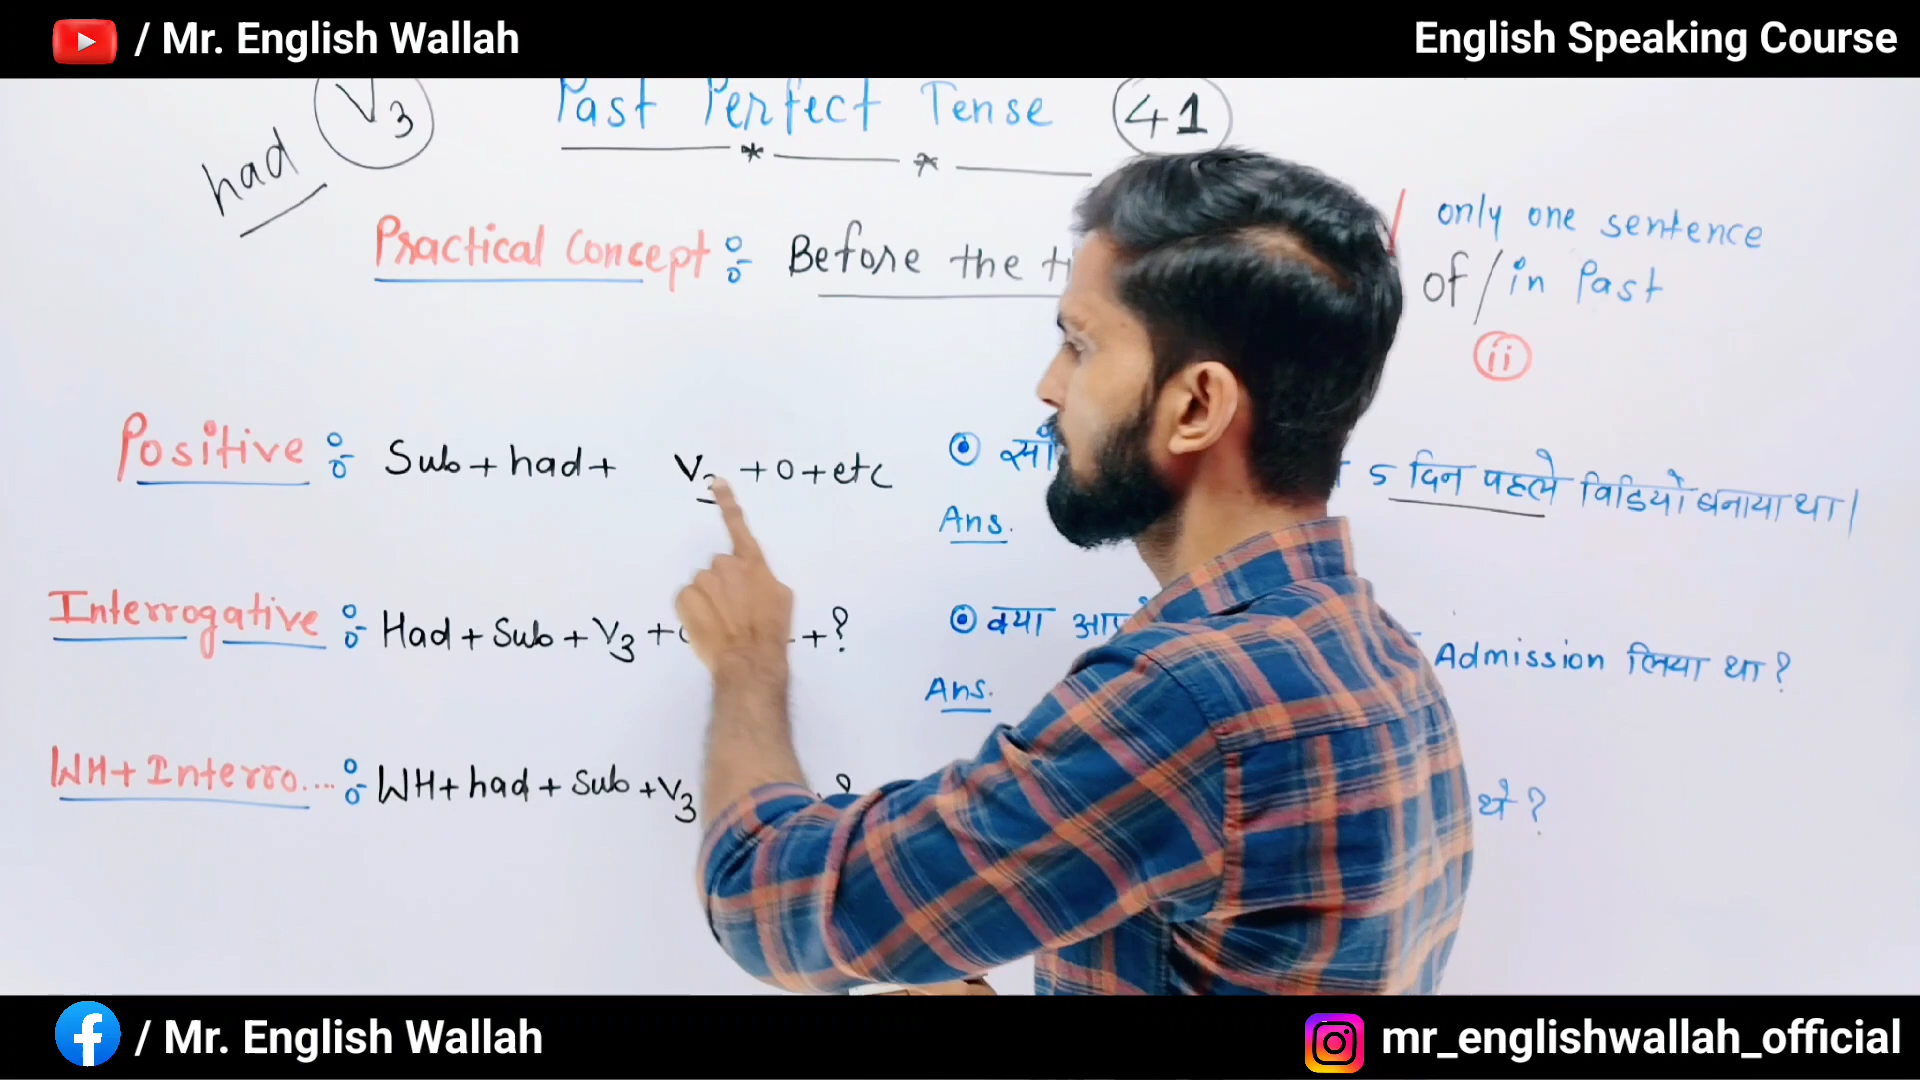 / Mr. English Wallah
English Speaking Course
V3
had
Past Perfect Tense 41
Practical Concept : Before the
only one sentence
of / in Past
ii
Positive : Sub + had + V3 + O + etc
5 दिन पहले विडियो बनाया था।
Ans.
Interrogative : Had + Sub + V3 + + ?
क्या Admission लिया था ?
Ans.
WH + Interro.... : WH + had + Sub + V3 ?
थे ?
/ Mr. English Wallah
mr_englishwallah_official